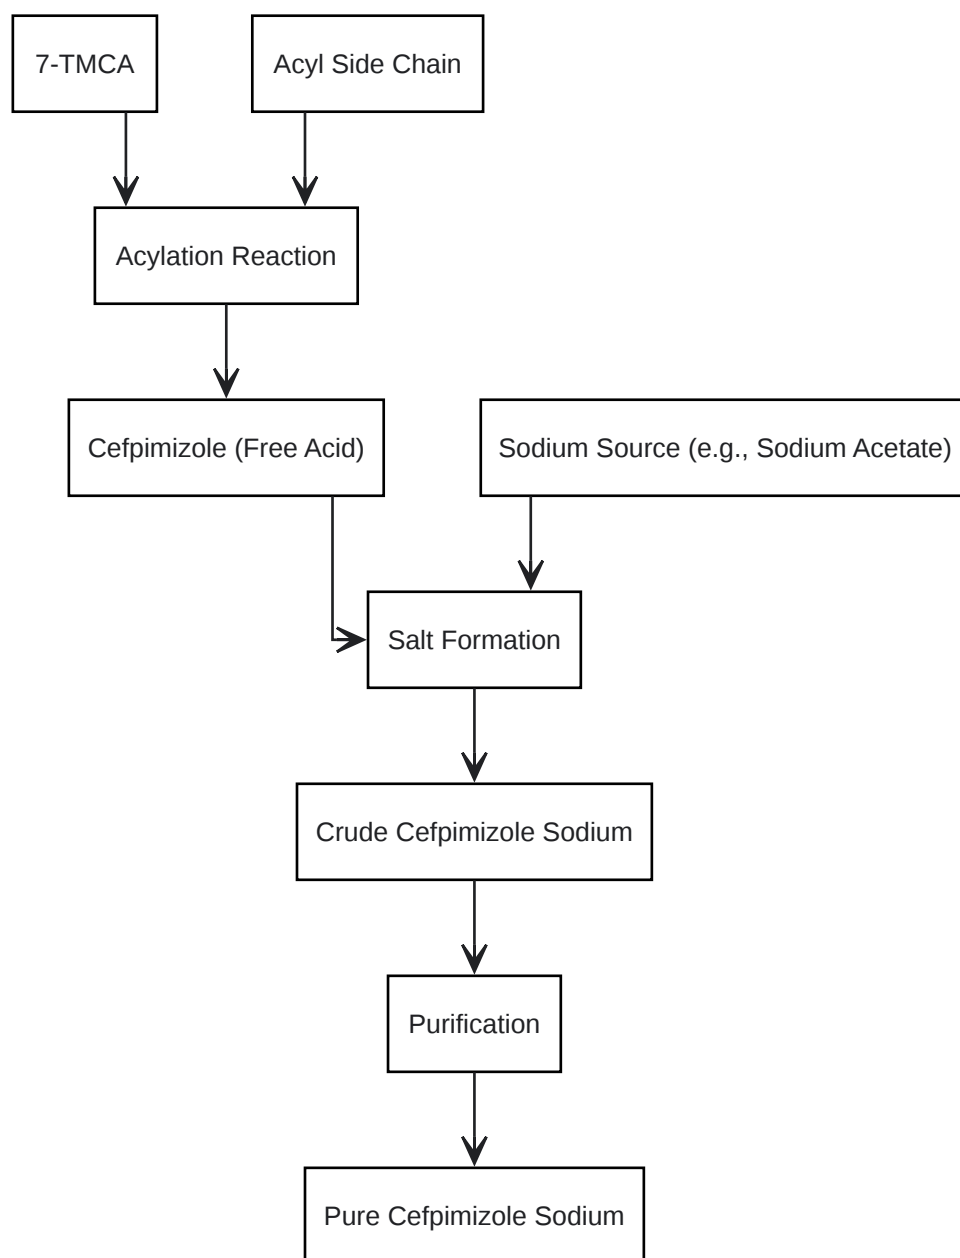 7-TMCA
Acyl Side Chain
Acylation Reaction
Cefpimizole (Free Acid)
Sodium Source (e.g., Sodium Acetate)
Salt Formation
Crude Cefpimizole Sodium
Purification
Pure Cefpimizole Sodium